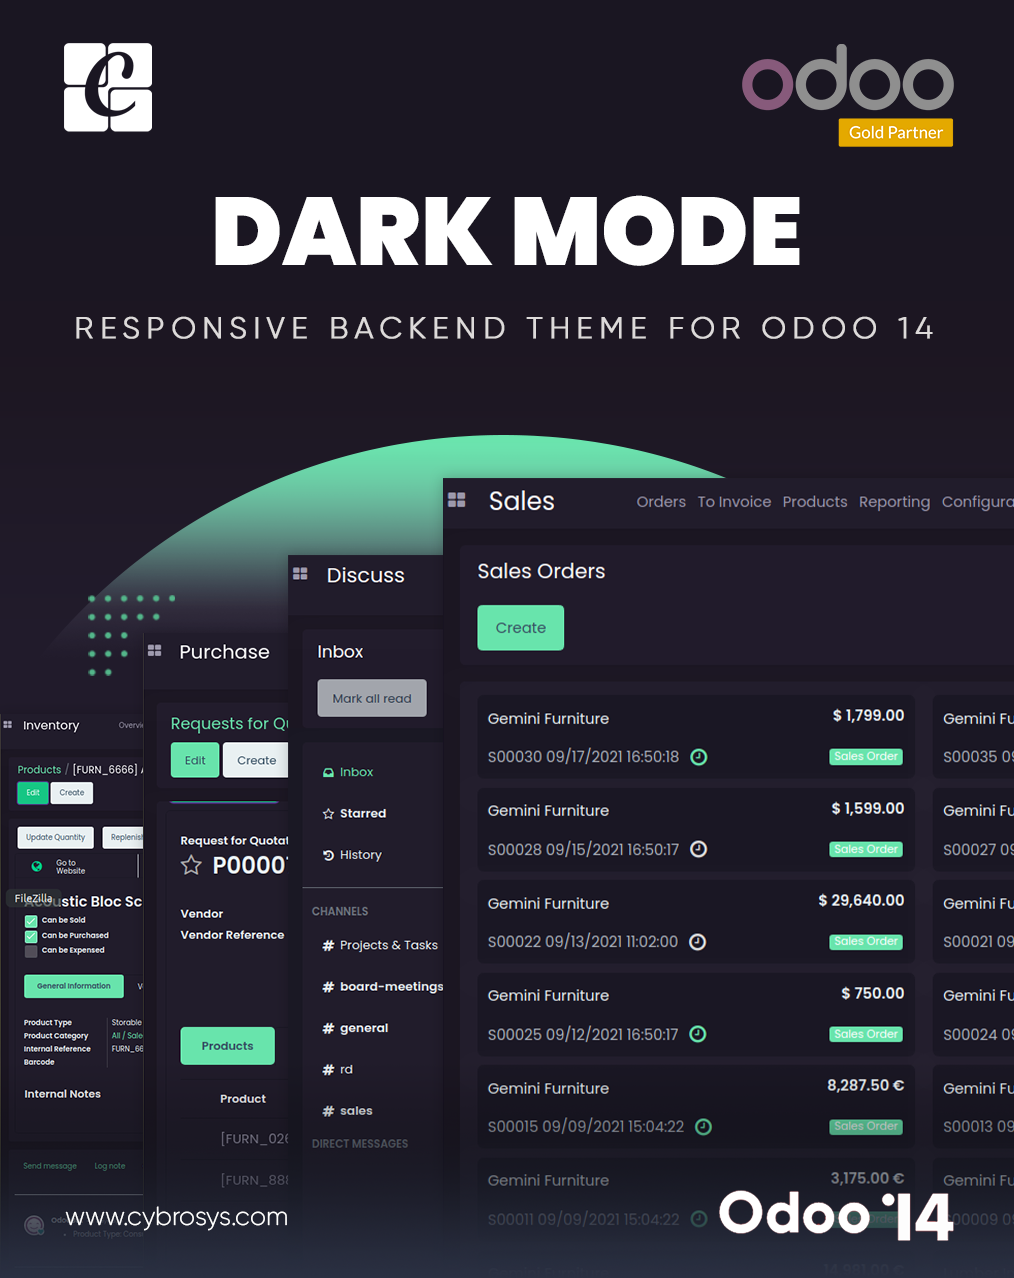 C
odoo
Gold Partner
DARK MODE
RESPONSIVE BACKEND THEME FOR ODOO 14
Sales
Orders To Invoice Products Reporting Configura
Sales Orders
Create
Gemini Furniture $ 1,799.00 Gemini Fu
S00030 09/17/2021 16:50:18 Sales Order S00035 09
Gemini Furniture $ 1,599.00 Gemini Fu
S00028 09/15/2021 16:50:17 Sales Order S00027 09
Gemini Furniture $ 29,640.00 Gemini Fu
S00022 09/13/2021 11:02:00 Sales Order S00021 09
Gemini Furniture $ 750.00 Gemini Fu
S00025 09/12/2021 16:50:17 Sales Order S00024 09
Gemini Furniture 8,287.50 € Gemini Fu
S00015 09/09/2021 15:04:22 Sales Order S00013 09
Gemini Furniture 3,175.00 € Gemini Fu
S00011 09/09/2021 15:04:22 00009 09
Discuss
Inbox
Mark all read
Inbox
Starred
History
CHANNELS
# Projects & Tasks
# board-meetings
# general
# rd
# sales
DIRECT MESSAGES
Purchase
Requests for Qu
Edit Create
Request for Quotat
P0000
Vendor
Vendor Reference
Products
Product
[FURN_026
[FURN_888
Inventory Overvie
Products / [FURN_6666] A
Edit Create
Update Quantity Replenis
Go to
Website
FileZilla
Acoustic Bloc Sc
Can be Sold
Can be Purchased
Can be Expensed
General Information
Product Type Storable
Product Category All / Sale
Internal Reference FURN_66
Barcode
Internal Notes
Send message Log note
www.cybrosys.com
Odoo 14